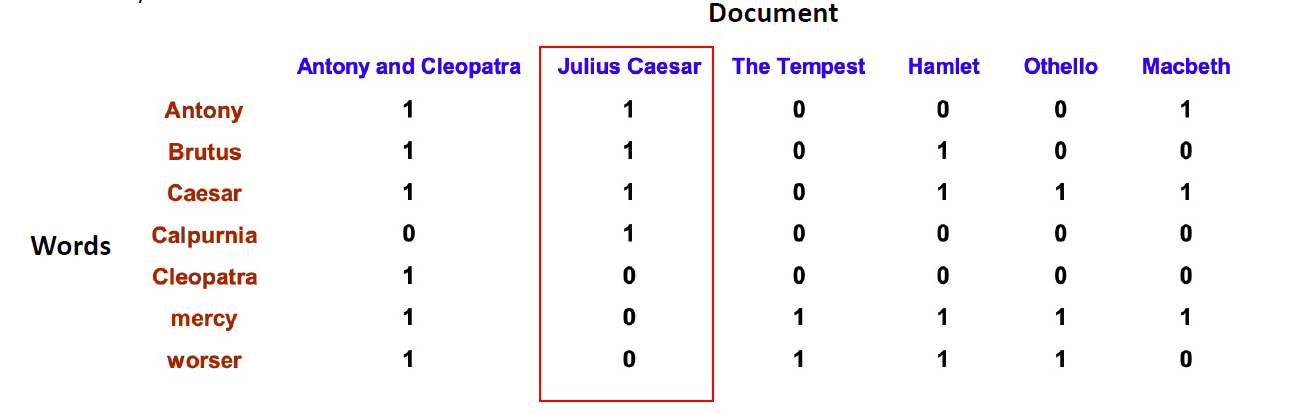 Document
Antony and Cleopatra Julius Caesar The Tempest Hamlet Othello Macbeth
Antony 1 1 0 0 0 1
Brutus 1 1 0 1 0 0
Caesar 1 1 0 1 1 1
Calpurnia 0 1 0 0 0 0
Words
Cleopatra 1 0 0 0 0 0
mercy 1 0 1 1 1 1
worser 1 0 1 1 1 0